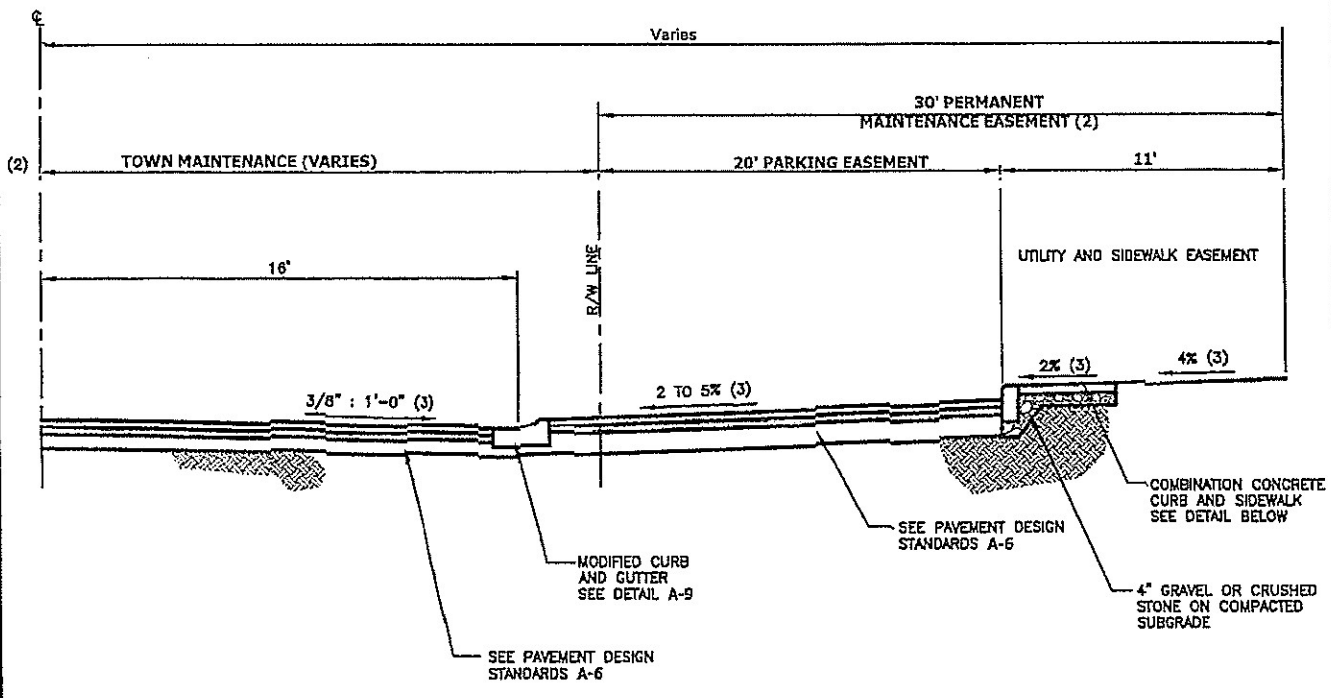 ℄
Varies
30' PERMANENT
MAINTENANCE EASEMENT (2)
(2)
TOWN MAINTENANCE (VARIES)
20' PARKING EASEMENT
11'
R/W LINE
UTILITY AND SIDEWALK EASEMENT
16'
3/8" : 1'-0" (3)
2 TO 5% (3)
2% (3)
4% (3)
COMBINATION CONCRETE
CURB AND SIDEWALK
SEE DETAIL BELOW
SEE PAVEMENT DESIGN
STANDARDS A-6
MODIFIED CURB
AND GUTTER
SEE DETAIL A-9
4" GRAVEL OR CRUSHED
STONE ON COMPACTED
SUBGRADE
SEE PAVEMENT DESIGN
STANDARDS A-6